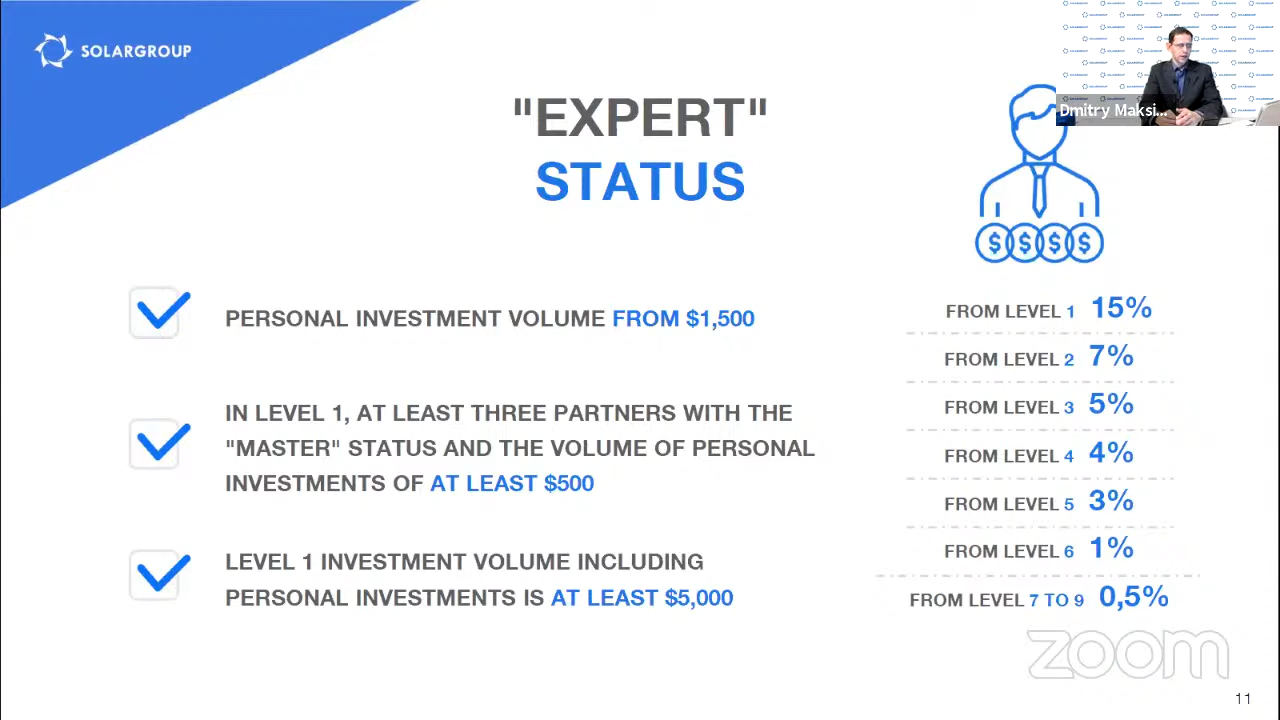 SOLARGROUP
Dmitry Maksi...
"EXPERT"
STATUS
PERSONAL INVESTMENT VOLUME FROM $1,500
IN LEVEL 1, AT LEAST THREE PARTNERS WITH THE
"MASTER" STATUS AND THE VOLUME OF PERSONAL
INVESTMENTS OF AT LEAST $500
LEVEL 1 INVESTMENT VOLUME INCLUDING
PERSONAL INVESTMENTS IS AT LEAST $5,000
FROM LEVEL 1 15%
FROM LEVEL 2 7%
FROM LEVEL 3 5%
FROM LEVEL 4 4%
FROM LEVEL 5 3%
FROM LEVEL 6 1%
FROM LEVEL 7 TO 9 0,5%
zoom
11